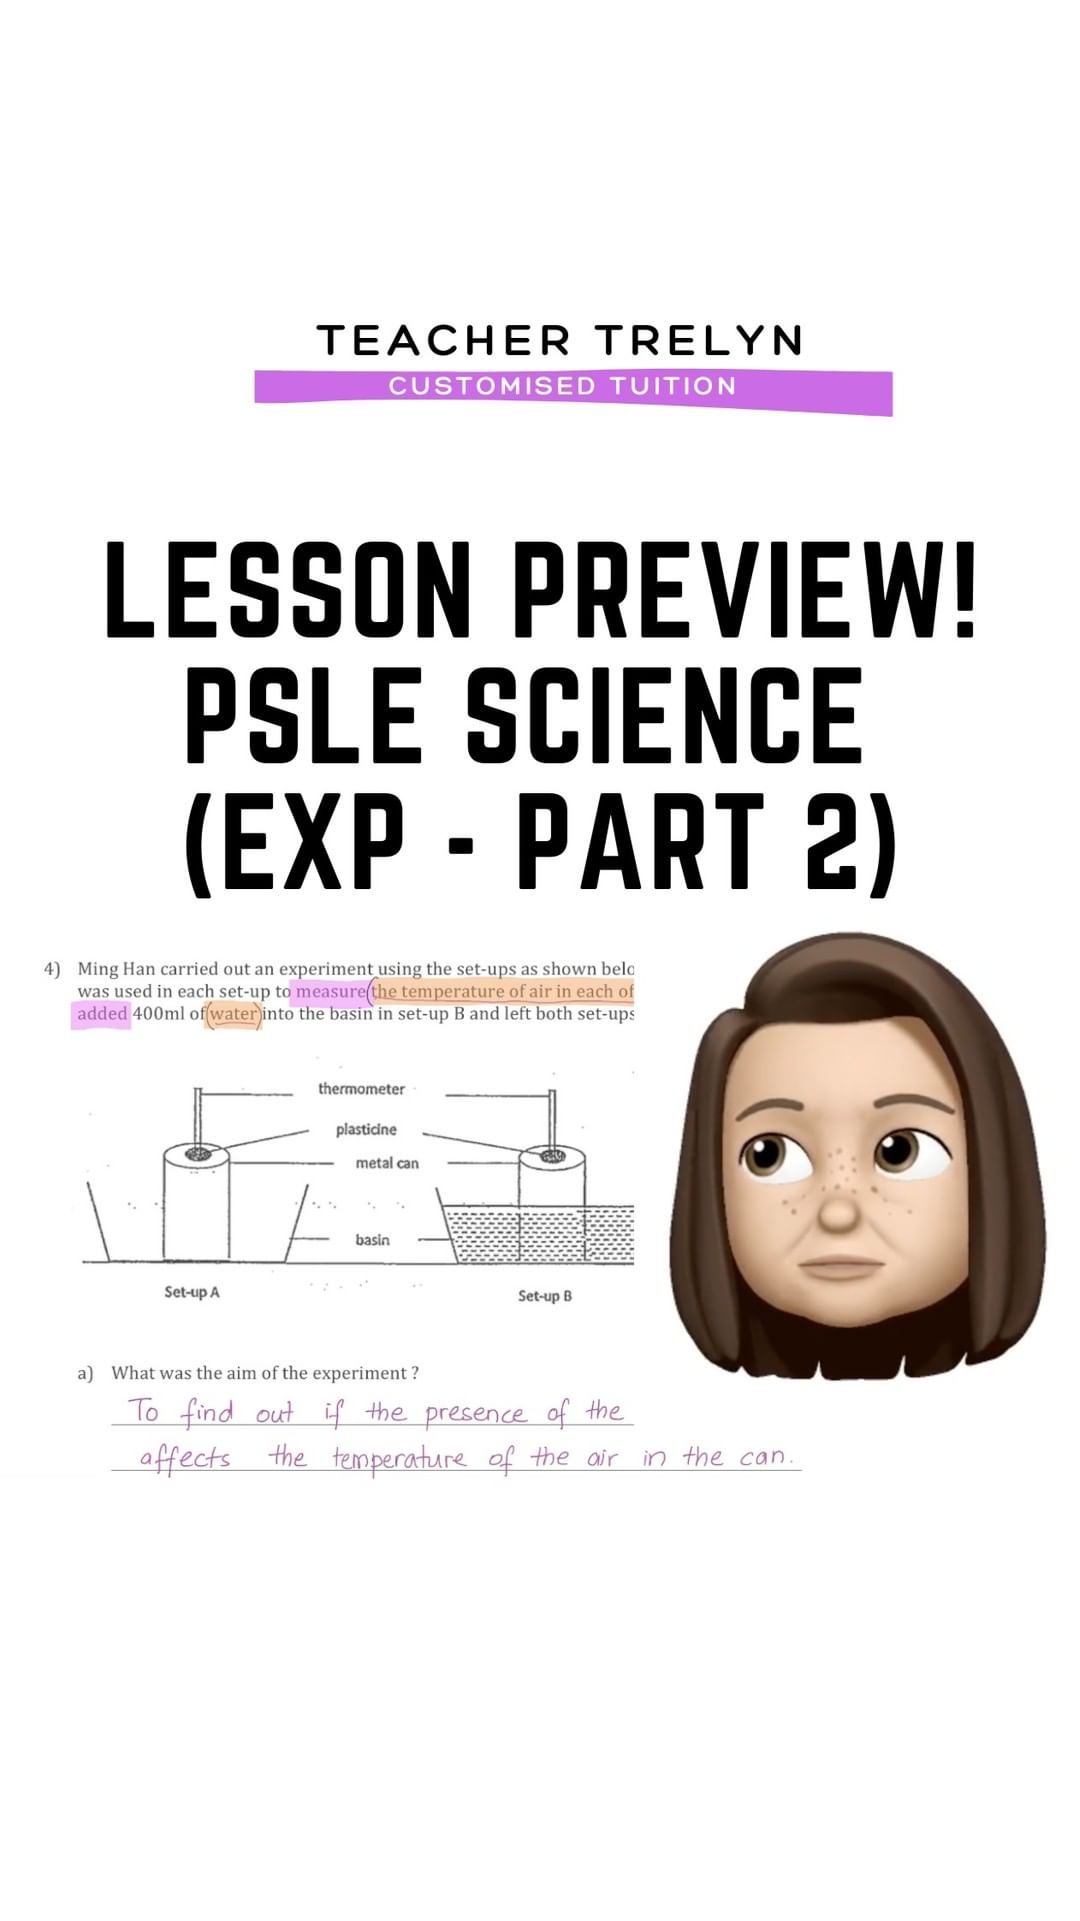 TEACHER TRELYN
CUSTOMISED TUITION
LESSON PREVIEW!
PSLE SCIENCE
(EXP - PART 2)
4) Ming Han carried out an experiment using the set-ups as shown belo
was used in each set-up to measure (the temperature of air in each of
added 400ml of (water) into the basin in set-up B and left both set-ups
thermometer
plasticine
metal can
basin
Set-up A
Set-up B
a) What was the aim of the experiment ?
To find out if the presence of the
affects the temperature of the air in the can.